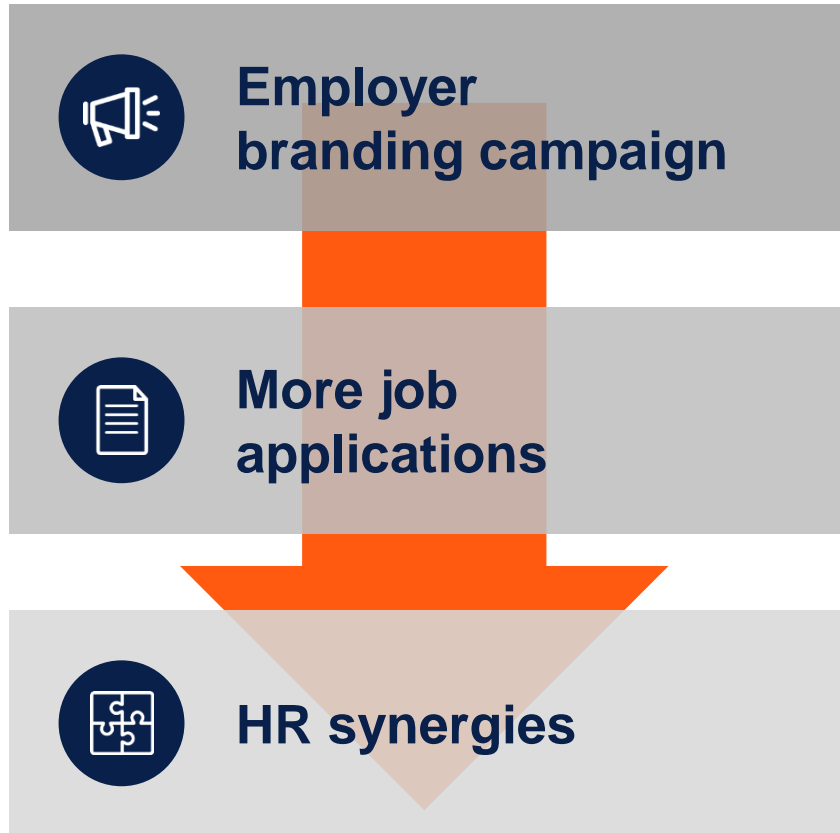 Employer
branding campaign
More job
applications
HR synergies